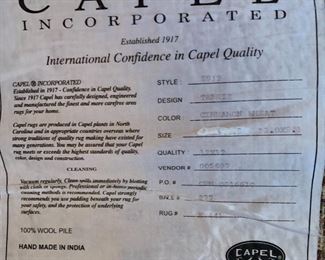 CAPEL
INCORPORATED
Established 1917
International Confidence in Capel Quality
CAPEL ® INCORPORATED
Established in 1917 - Confidence in Capel Quality.
Since 1917 Capel has carefully designed, engineered
and manufactured the finest and more carefree area
rugs for your home.
Capel rugs are produced in Capel plants in North
Carolina and in appropriate countries overseas where
strong traditions of quality rug making have existed for
many generations. You may be assured that your Capel
rug meets or exceeds the highest standards of quality,
color, design and construction.
CLEANING
Vacuum regularly. Clean spills immediately by blotting
with cloth or sponge. Professional or in-home periodic
cleaning methods is recommended. Capel strongly
recommends you use padding beneath your rug for
your safety, and the protection of underlying surfaces.
100% WOOL PILE
HAND MADE IN INDIA
STYLE :
DESIGN
COLOR CINNAMON WHEAT
SIZE
QUALITY
VENDOR #
P.O. #
BALE #
RUG #
CAPEL